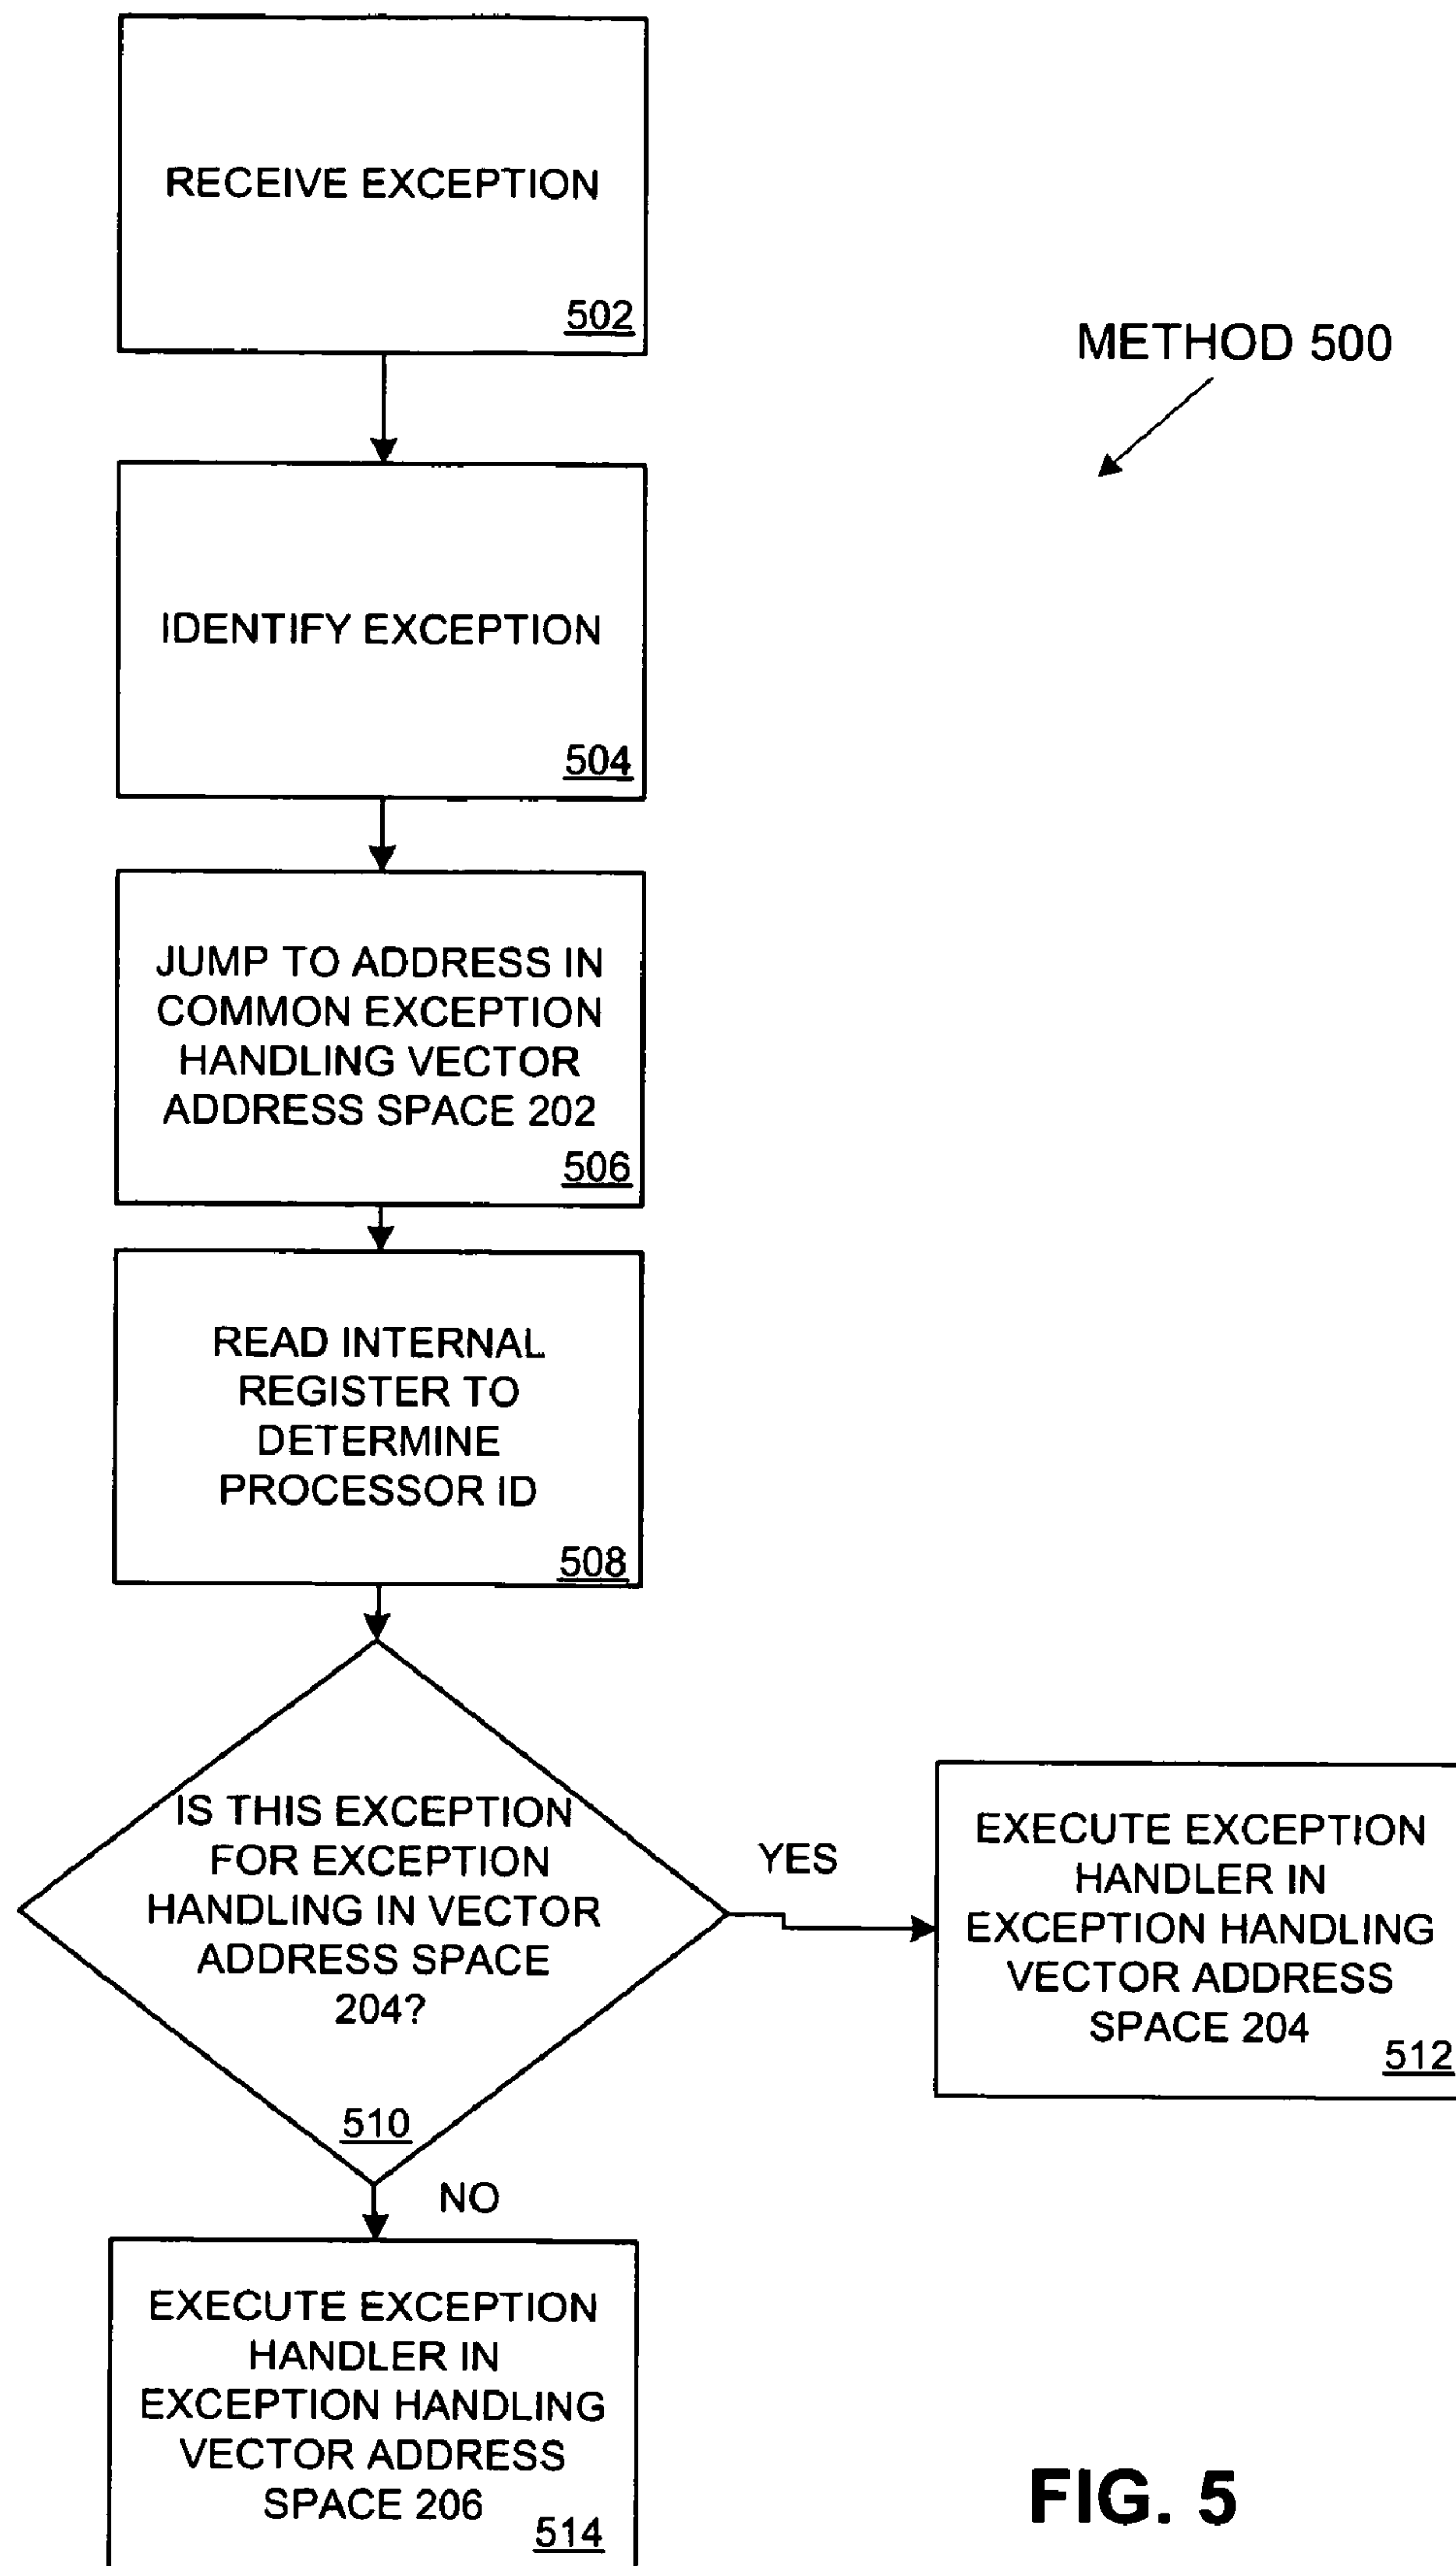 RECEIVE EXCEPTION
502
METHOD 500
IDENTIFY EXCEPTION
504
JUMP TO ADDRESS IN
COMMON EXCEPTION
HANDLING VECTOR
ADDRESS SPACE 202
506
READ INTERNAL
REGISTER TO
DETERMINE
PROCESSOR ID
508
IS THIS EXCEPTION
FOR EXCEPTION
HANDLING IN VECTOR
ADDRESS SPACE
204?
510
YES
EXECUTE EXCEPTION
HANDLER IN
EXCEPTION HANDLING
VECTOR ADDRESS
SPACE 204
512
NO
EXECUTE EXCEPTION
HANDLER IN
EXCEPTION HANDLING
VECTOR ADDRESS
SPACE 206
514
FIG. 5